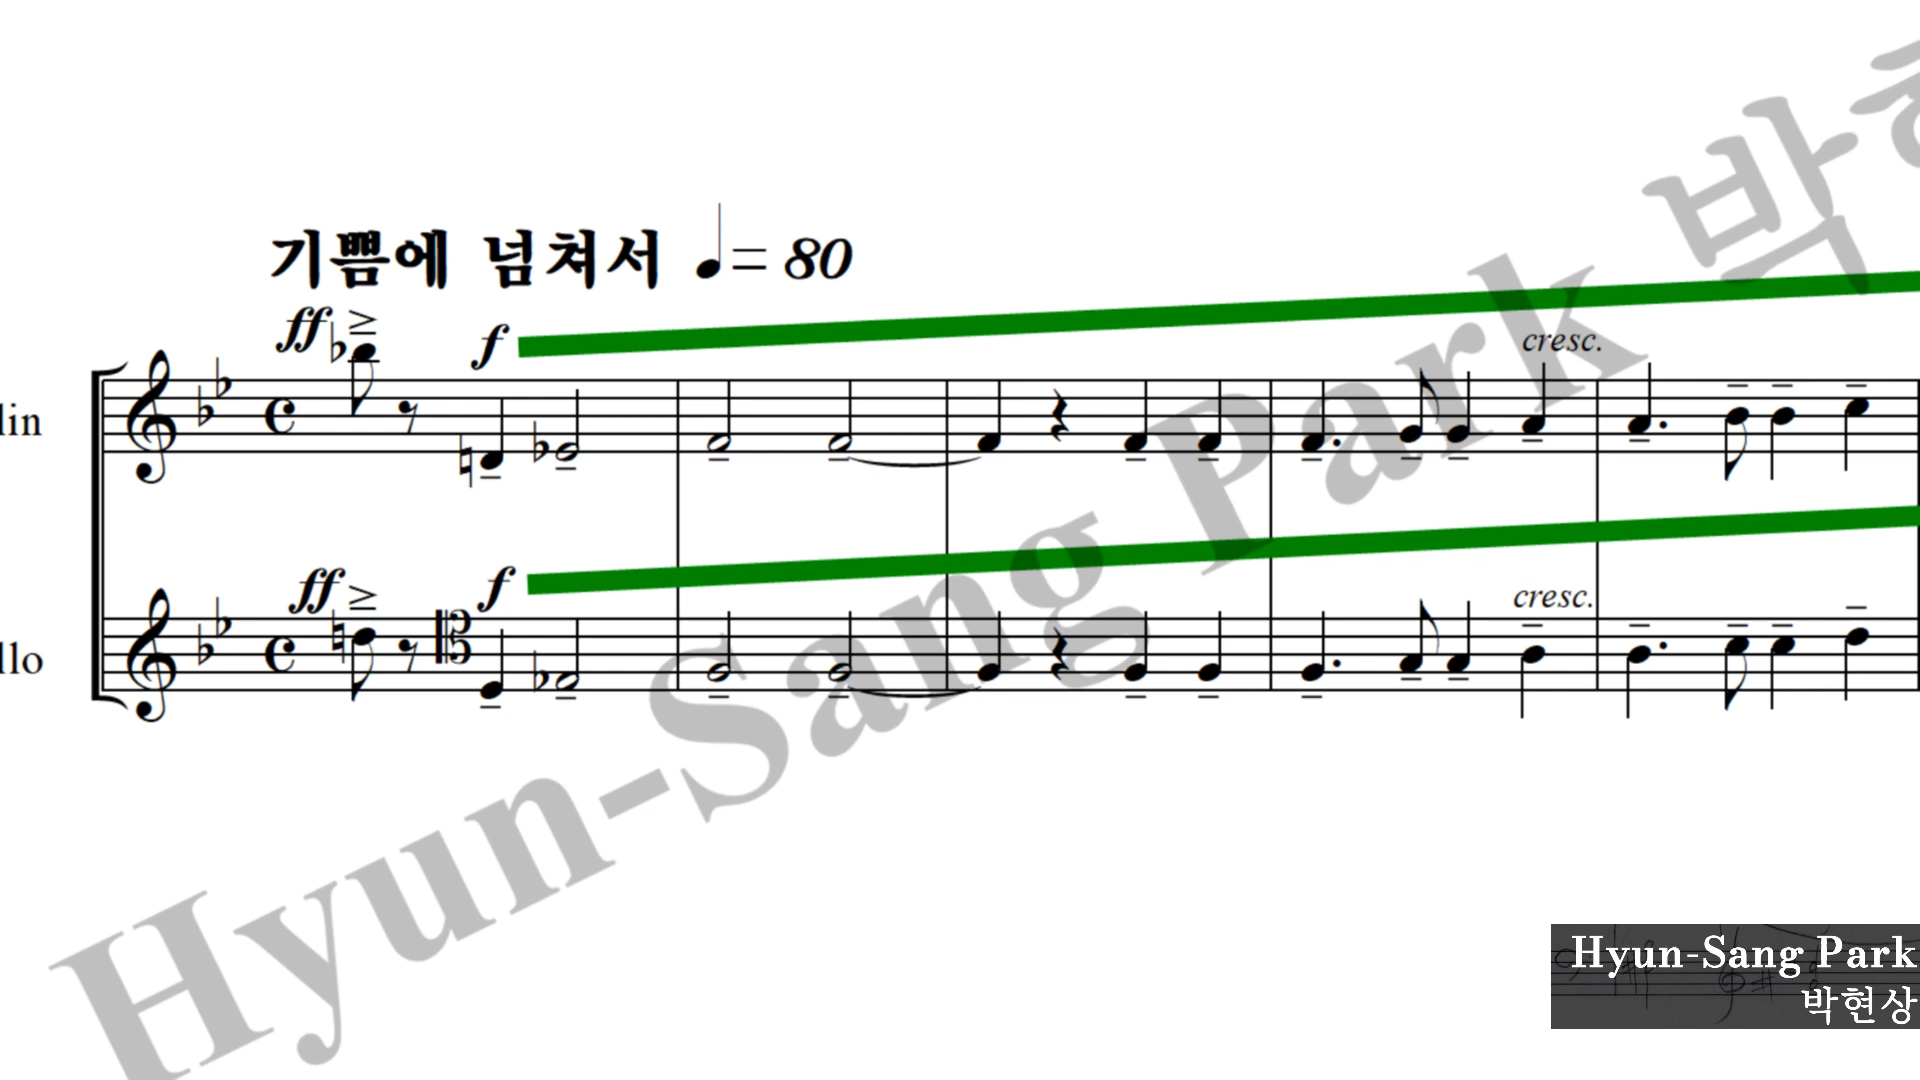 기쁨에 넘쳐서 ♩= 80
ff f
cresc.
lin
ff f
cresc.
llo
Hyun-Sang Park 박
Hyun-Sang Park
박현상